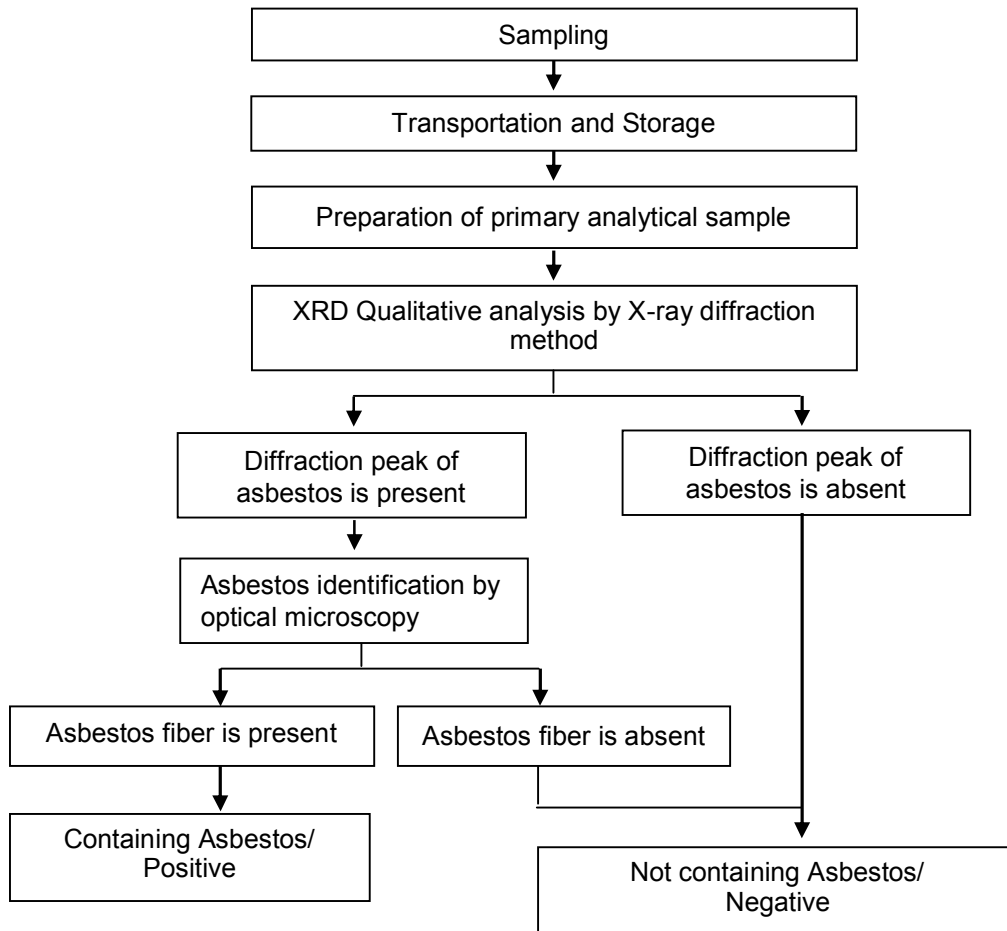 Sampling
Transportation and Storage
Preparation of primary analytical sample
XRD Qualitative analysis by X-ray diffraction
method
Diffraction peak of
asbestos is present
Diffraction peak of
asbestos is absent
Asbestos identification by
optical microscopy
Asbestos fiber is present
Asbestos fiber is absent
Containing Asbestos/
Positive
Not containing Asbestos/
Negative